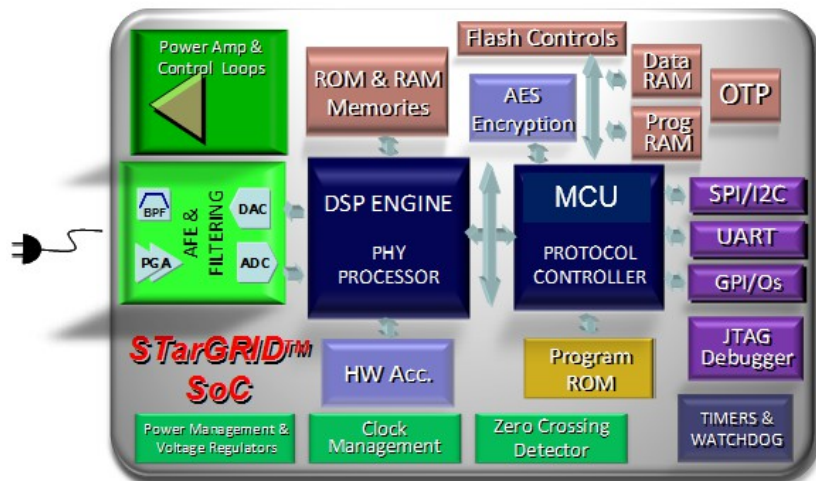 Power Amp &
Control Loops
ROM & RAM
Memories
Flash Controls
AES
Encryption
Data
RAM
Prog
RAM
OTP
BPF
DAC
PGA
ADC
AFE &
FILTERING
DSP ENGINE
PHY
PROCESSOR
MCU
PROTOCOL
CONTROLLER
SPI/I2C
UART
GPI/Os
JTAG
Debugger
STarGRID™
SoC
HW Acc.
Program
ROM
Power Management &
Voltage Regulators
Clock
Management
Zero Crossing
Detector
TIMERS &
WATCHDOG